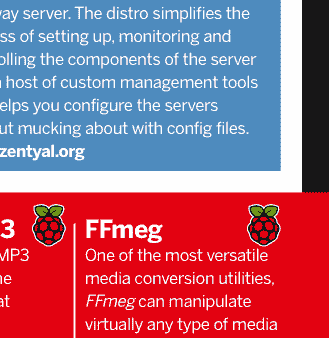 way server. The distro simplifies the
ss of setting up, monitoring and
olling the components of the server
host of custom management tools
elps you configure the servers
ut mucking about with config files.
zentyal.org
3
MP3
ne
at
FFmeg
One of the most versatile
media conversion utilities,
FFmeg can manipulate
virtually any type of media